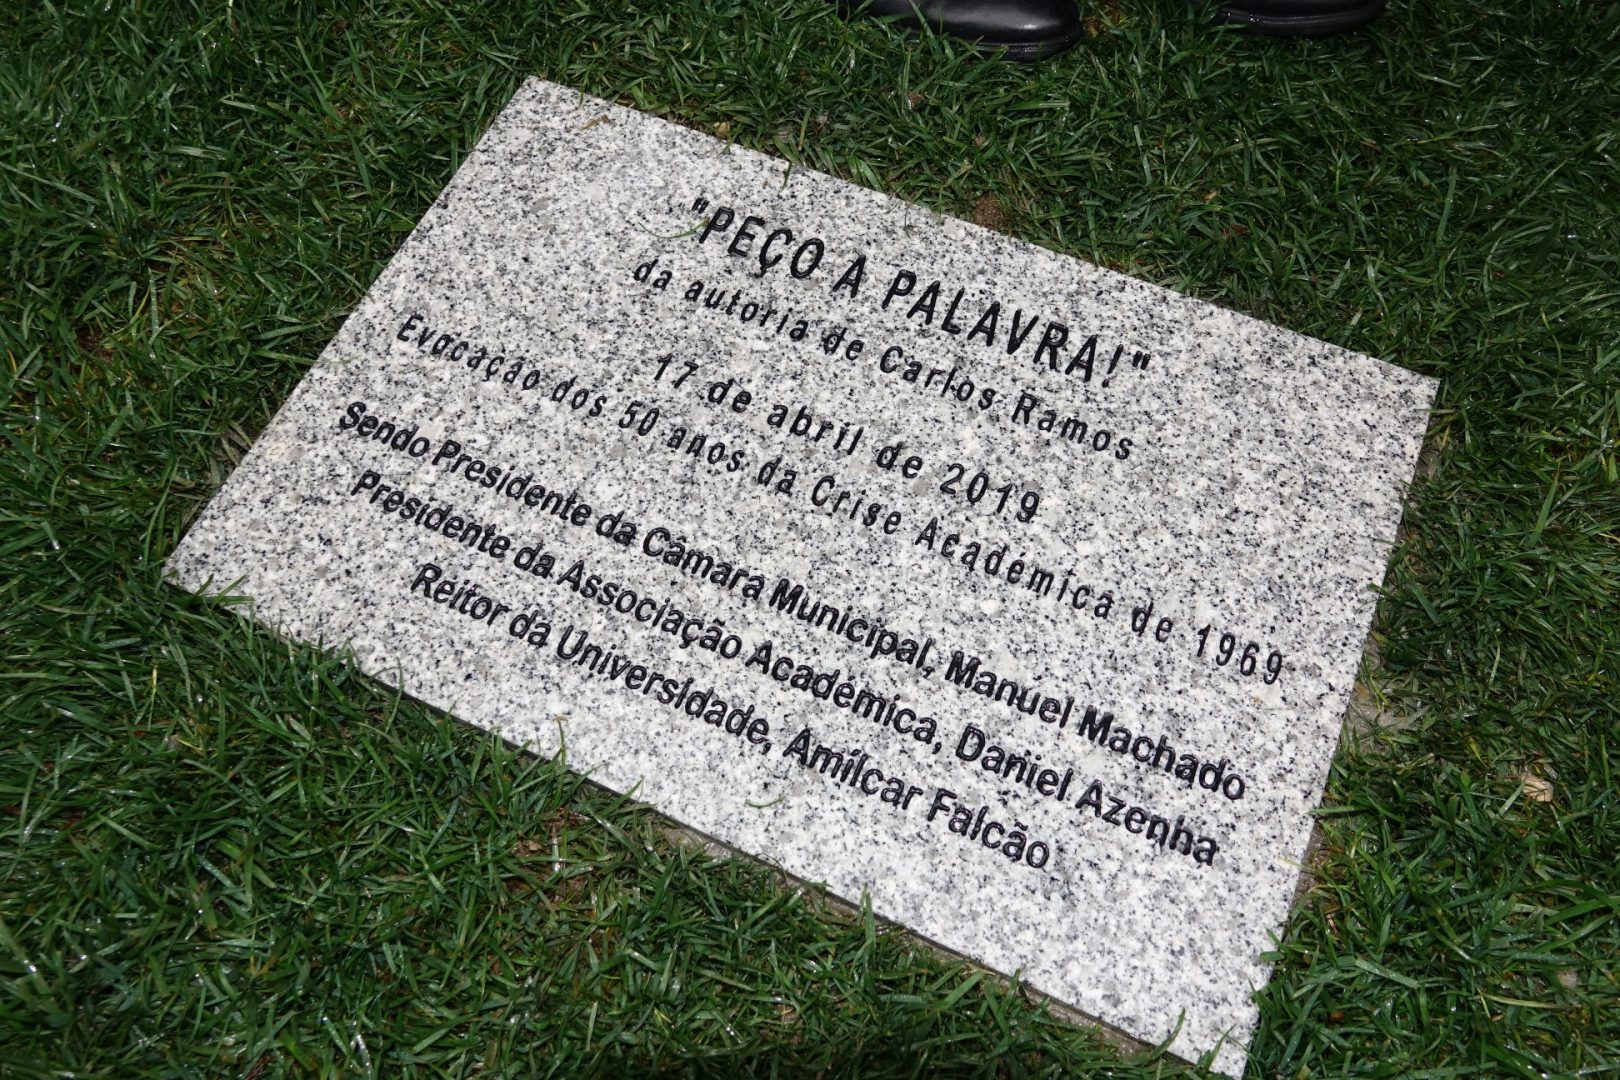 "PEÇO A PALAVRA!"
da autoria de Carlos Ramos
17 de abril de 2019
Evocação dos 50 anos da Crise Académica de 1969
Sendo Presidente da Câmara Municipal, Manuel Machado
Presidente da Associação Académica, Daniel Azenha
Reitor da Universidade, Amílcar Falcão